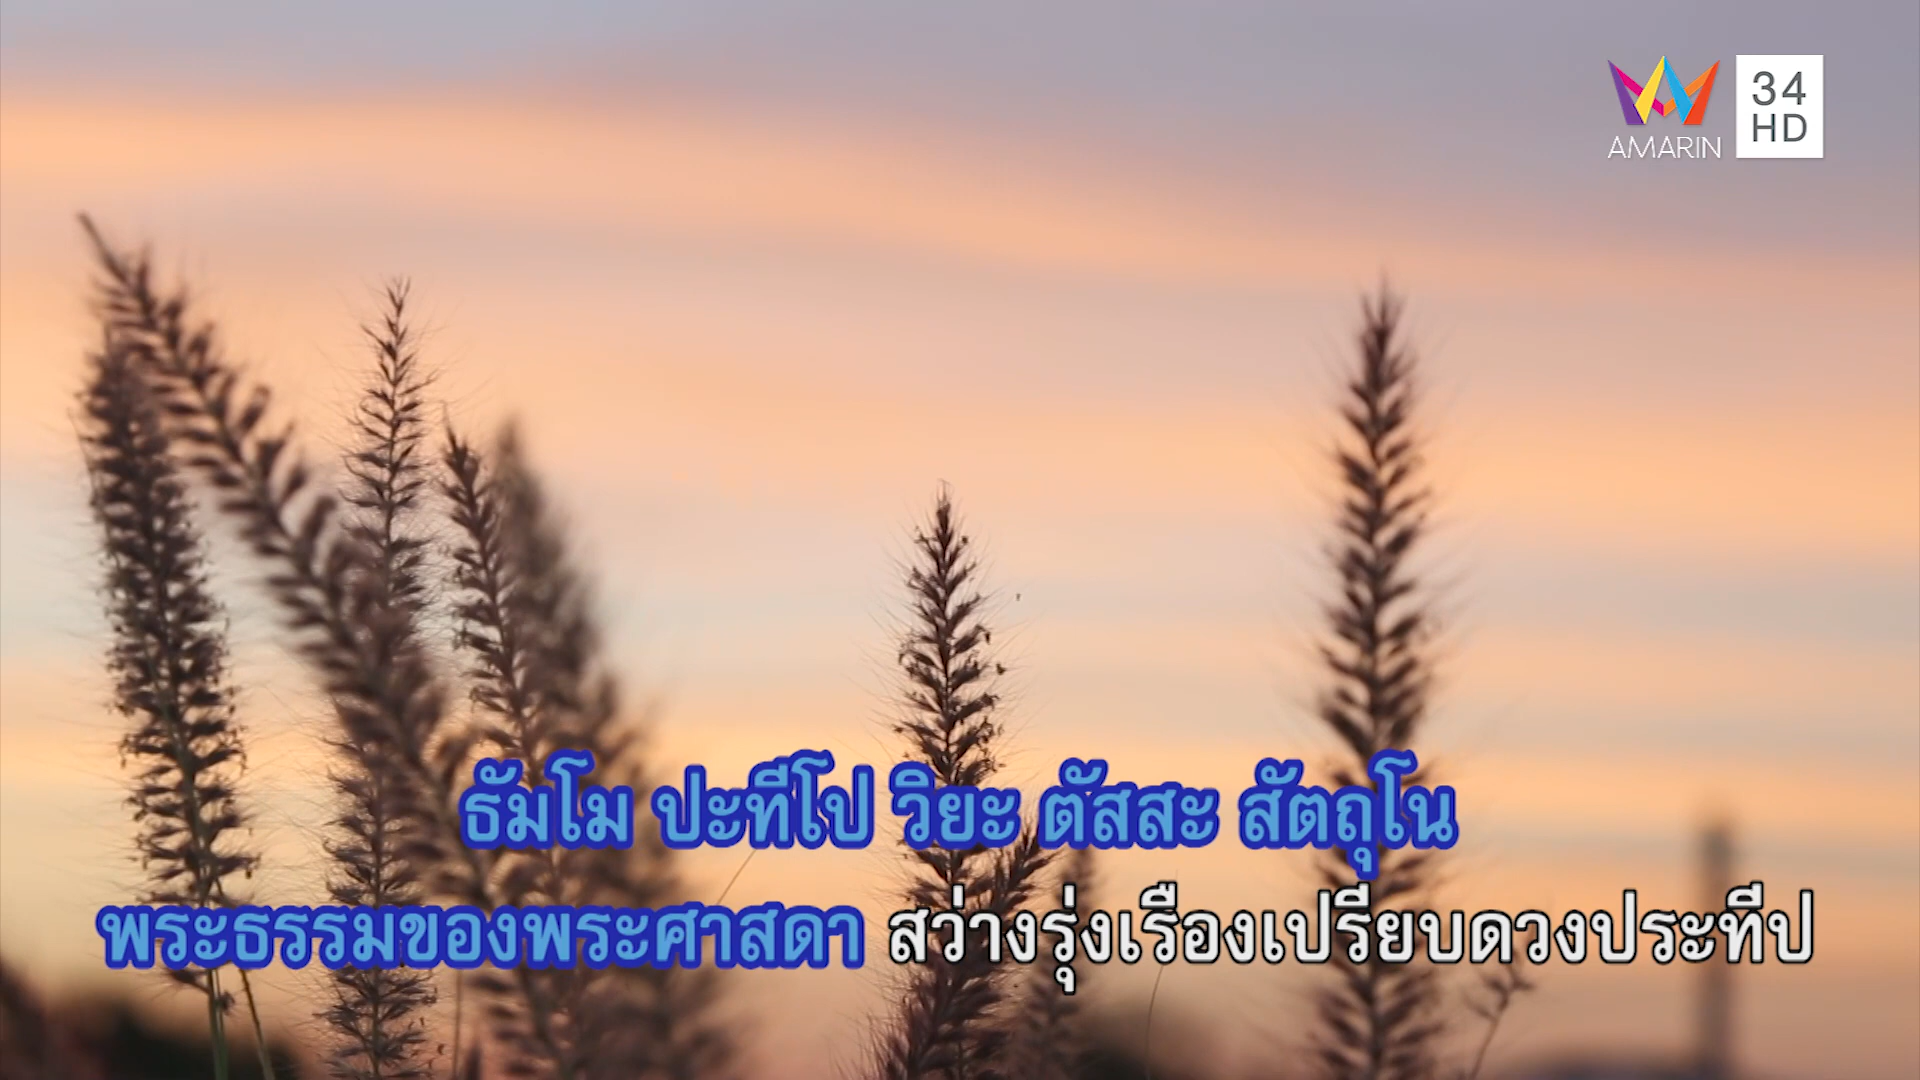 AMARIN
34
HD
ธัมโม ปะทีโป วิยะ ตัสสะ สัตถุโน
พระธรรมของพระศาสดา สว่างรุ่งเรืองเปรียบดวงประทีป